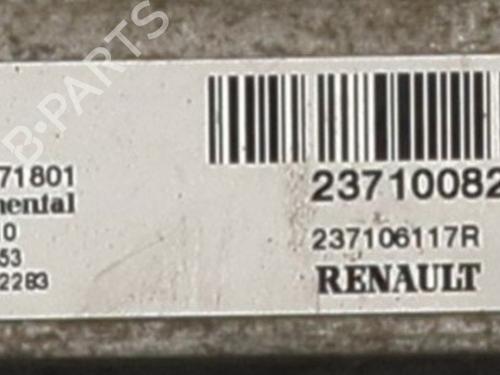 B-PARTS
71801
nental
0
53
2283
23710082
237106117R
RENAULT